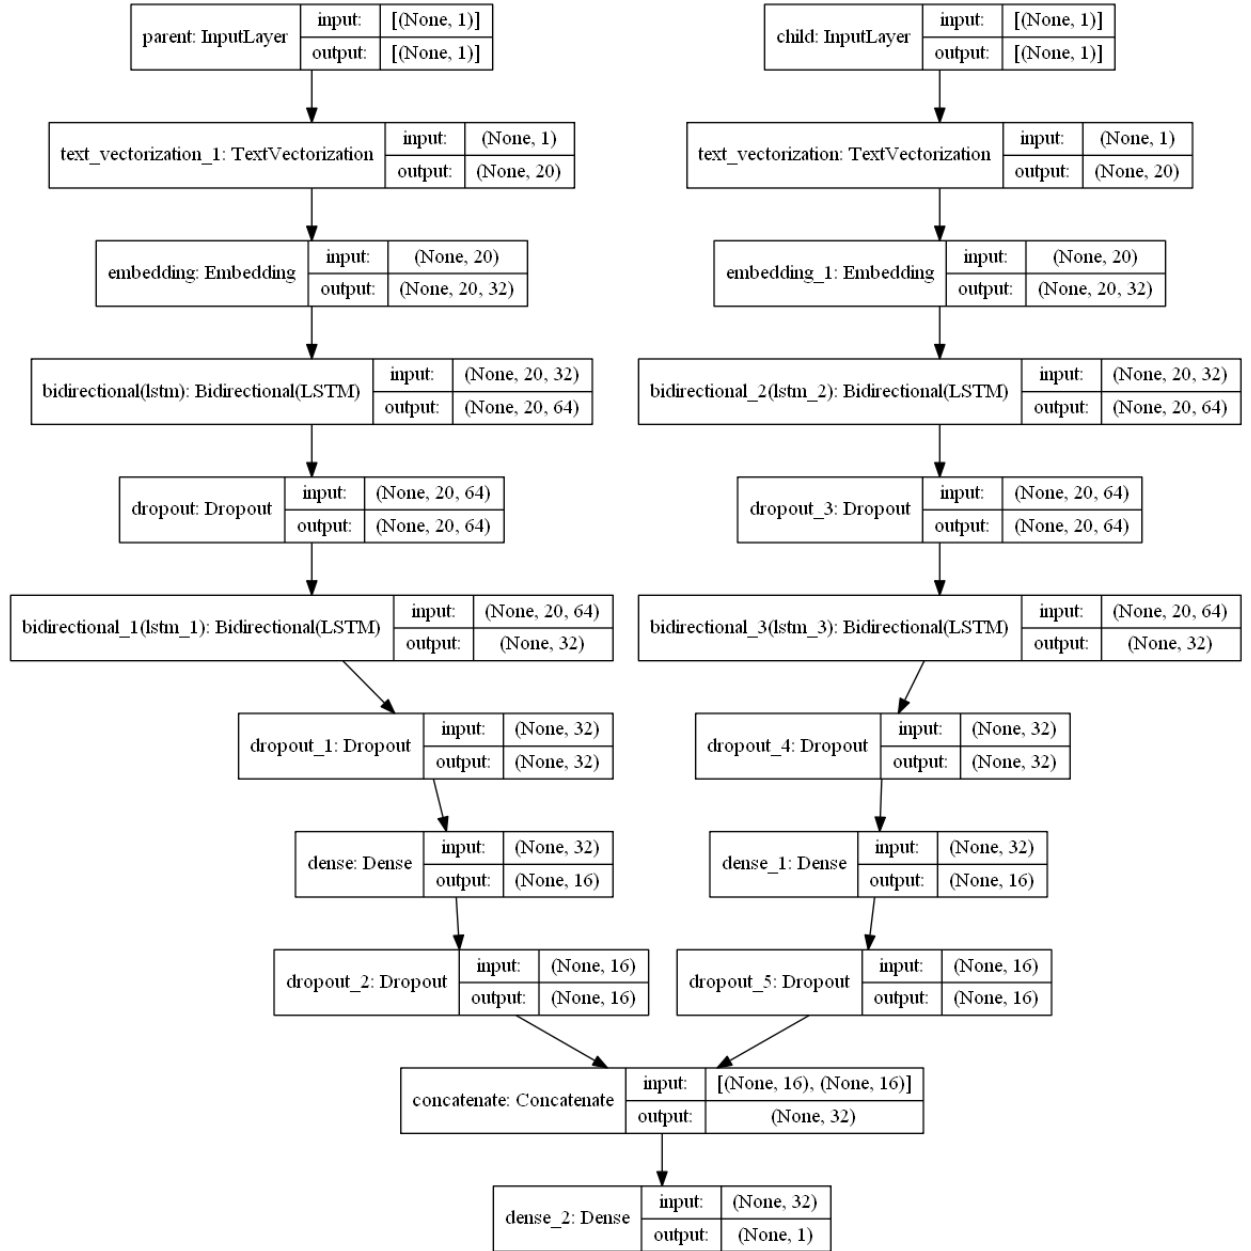 parent: InputLayer input: [(None, 1)]
output: [(None, 1)]
child: InputLayer input: [(None, 1)]
output: [(None, 1)]
text_vectorization_1: TextVectorization input: (None, 1)
output: (None, 20)
text_vectorization: TextVectorization input: (None, 1)
output: (None, 20)
embedding: Embedding input: (None, 20)
output: (None, 20, 32)
embedding_1: Embedding input: (None, 20)
output: (None, 20, 32)
bidirectional(lstm): Bidirectional(LSTM) input: (None, 20, 32)
output: (None, 20, 64)
bidirectional_2(lstm_2): Bidirectional(LSTM) input: (None, 20, 32)
output: (None, 20, 64)
dropout: Dropout input: (None, 20, 64)
output: (None, 20, 64)
dropout_3: Dropout input: (None, 20, 64)
output: (None, 20, 64)
bidirectional_1(lstm_1): Bidirectional(LSTM) input: (None, 20, 64)
output: (None, 32)
bidirectional_3(lstm_3): Bidirectional(LSTM) input: (None, 20, 64)
output: (None, 32)
dropout_1: Dropout input: (None, 32)
output: (None, 32)
dropout_4: Dropout input: (None, 32)
output: (None, 32)
dense: Dense input: (None, 32)
output: (None, 16)
dense_1: Dense input: (None, 32)
output: (None, 16)
dropout_2: Dropout input: (None, 16)
output: (None, 16)
dropout_5: Dropout input: (None, 16)
output: (None, 16)
concatenate: Concatenate input: [(None, 16), (None, 16)]
output: (None, 32)
dense_2: Dense input: (None, 32)
output: (None, 1)